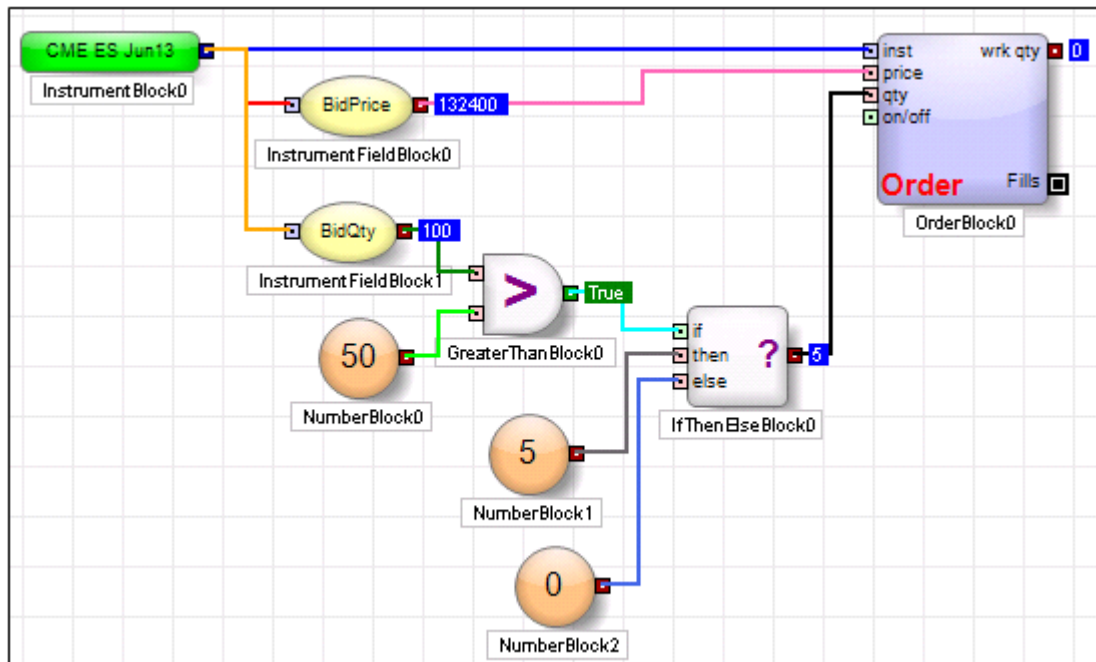 CME ES Jun13
InstrumentBlock0
BidPrice
132400
InstrumentFieldBlock0
inst
price
qty
on/off
wrk qty
0
Order
Fills
OrderBlock0
BidQty
100
InstrumentFieldBlock1
>
True
GreaterThanBlock0
50
NumberBlock0
if
then
else
?
5
IfThenElseBlock0
5
NumberBlock1
0
NumberBlock2